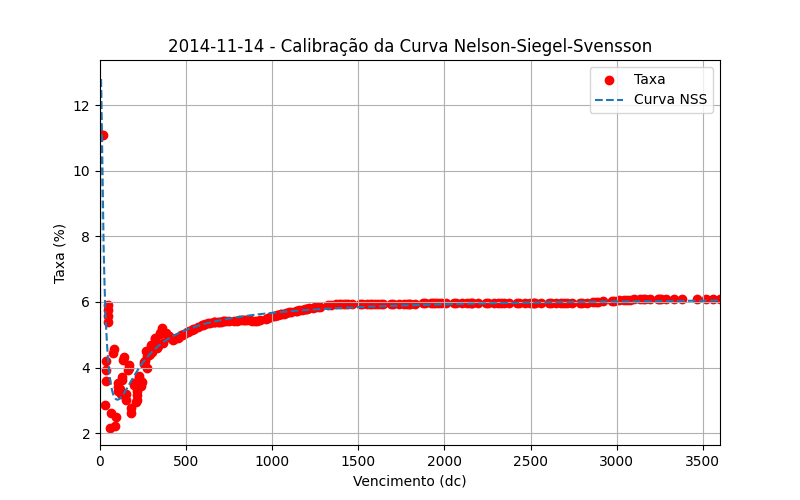 2014-11-14 - Calibração da Curva Nelson-Siegel-Svensson
Taxa
Curva NSS
Taxa (%)
12
10
8
6
4
2
0 500 1000 1500 2000 2500 3000 3500
Vencimento (dc)